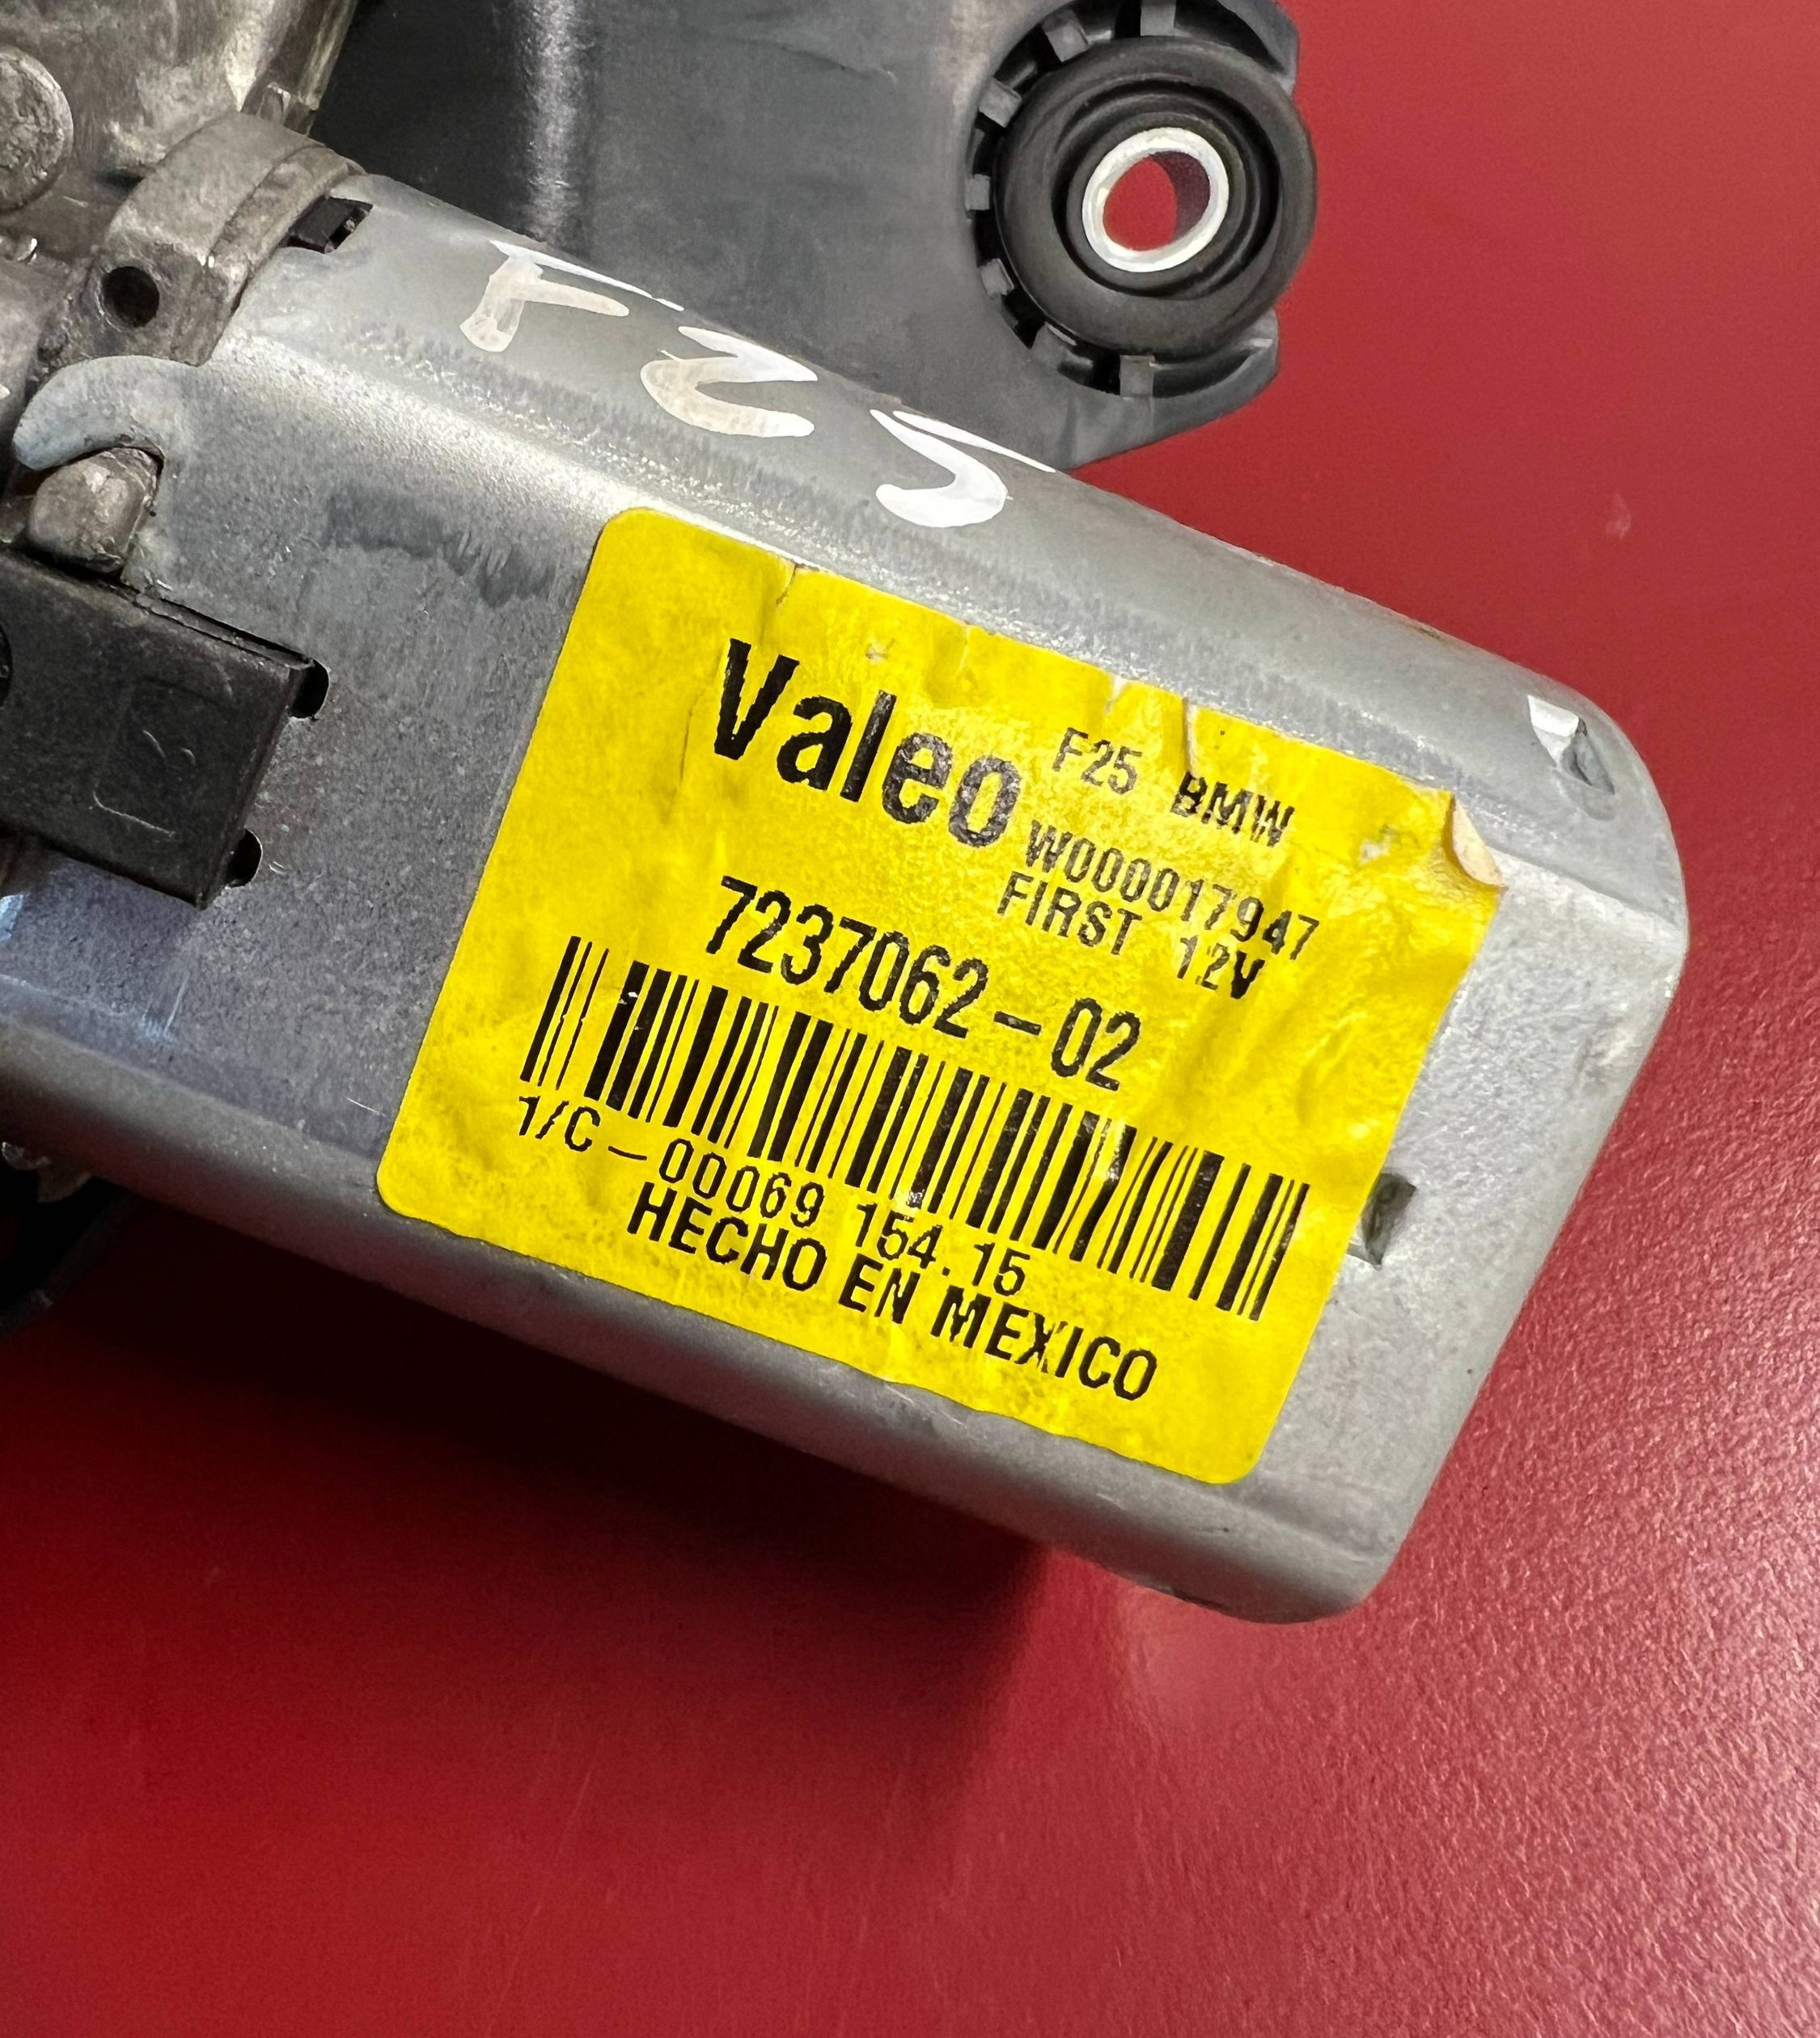 F25
Valeo
F25 BMW
W000017947
FIRST 12V
7237062-02
1/C-00069 154.15
HECHO EN MEXICO